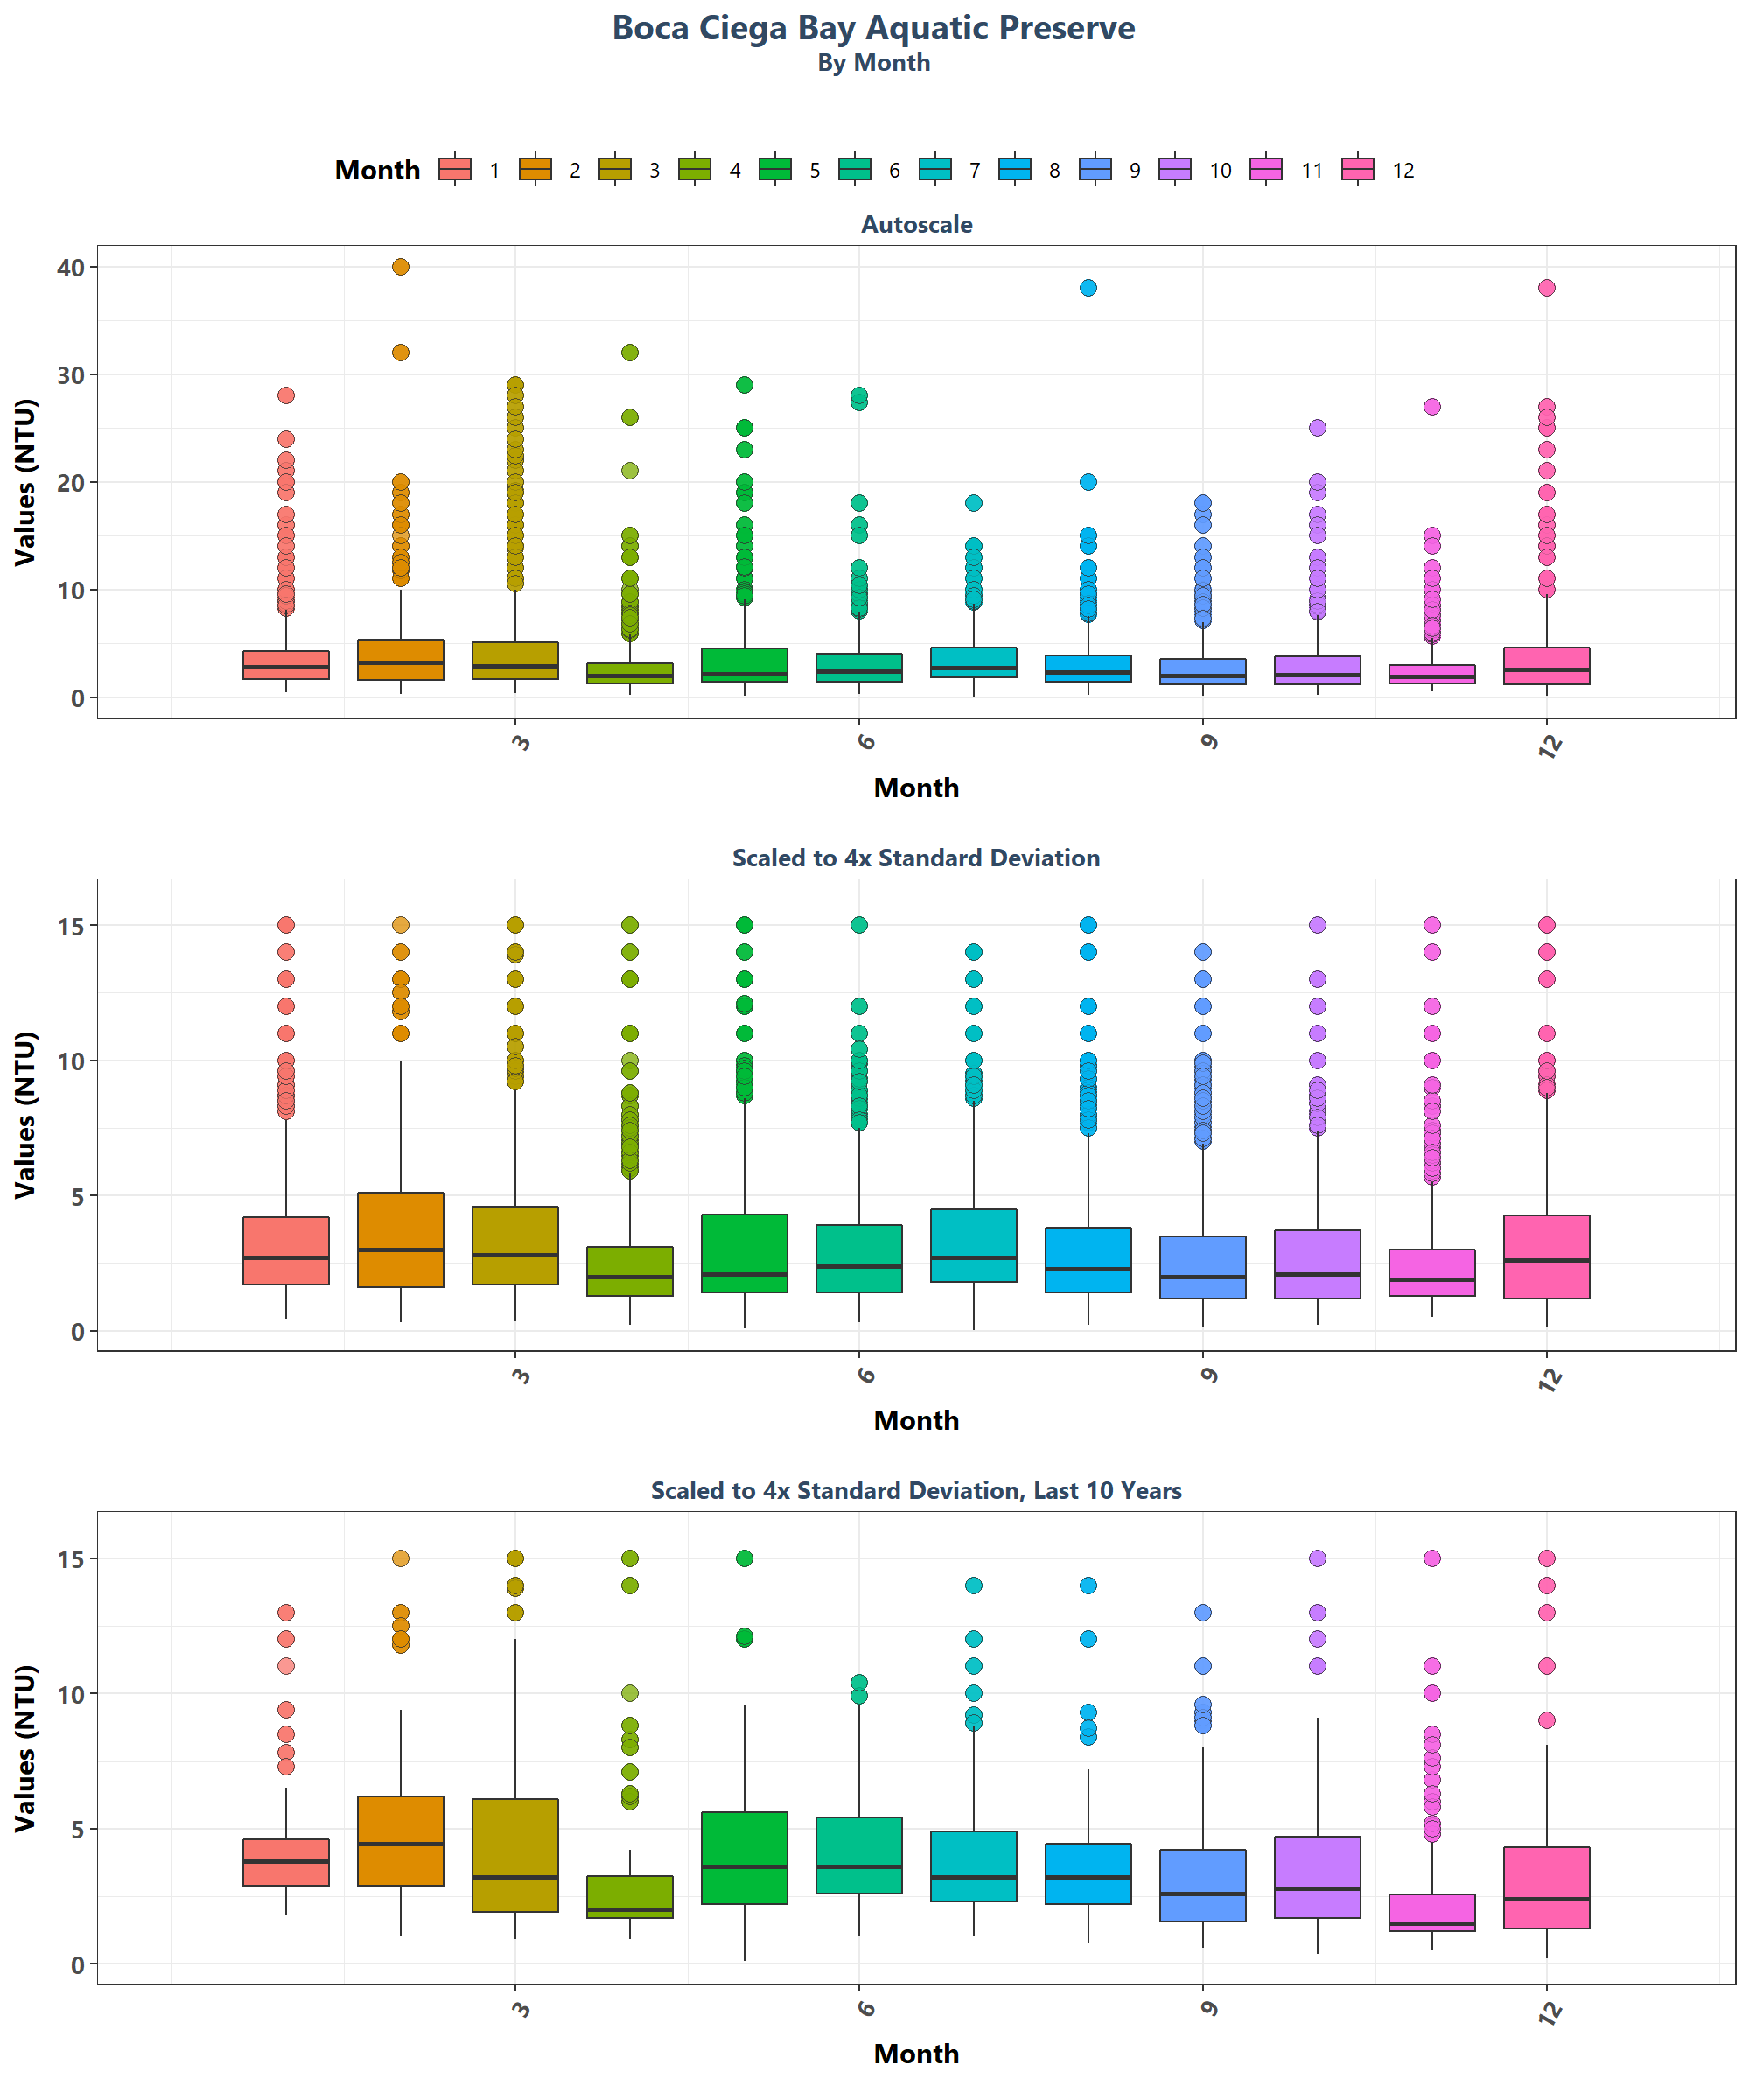 Boca Ciega Bay Aquatic Preserve
By Month
Month 1 2 3 4 5 6 7 8 9 10 11 12
Autoscale
Values (NTU)
40
30
20
10
0
3 6 9 12
Month
Scaled to 4x Standard Deviation
Values (NTU)
15
10
5
0
3 6 9 12
Month
Scaled to 4x Standard Deviation, Last 10 Years
Values (NTU)
15
10
5
0
3 6 9 12
Month